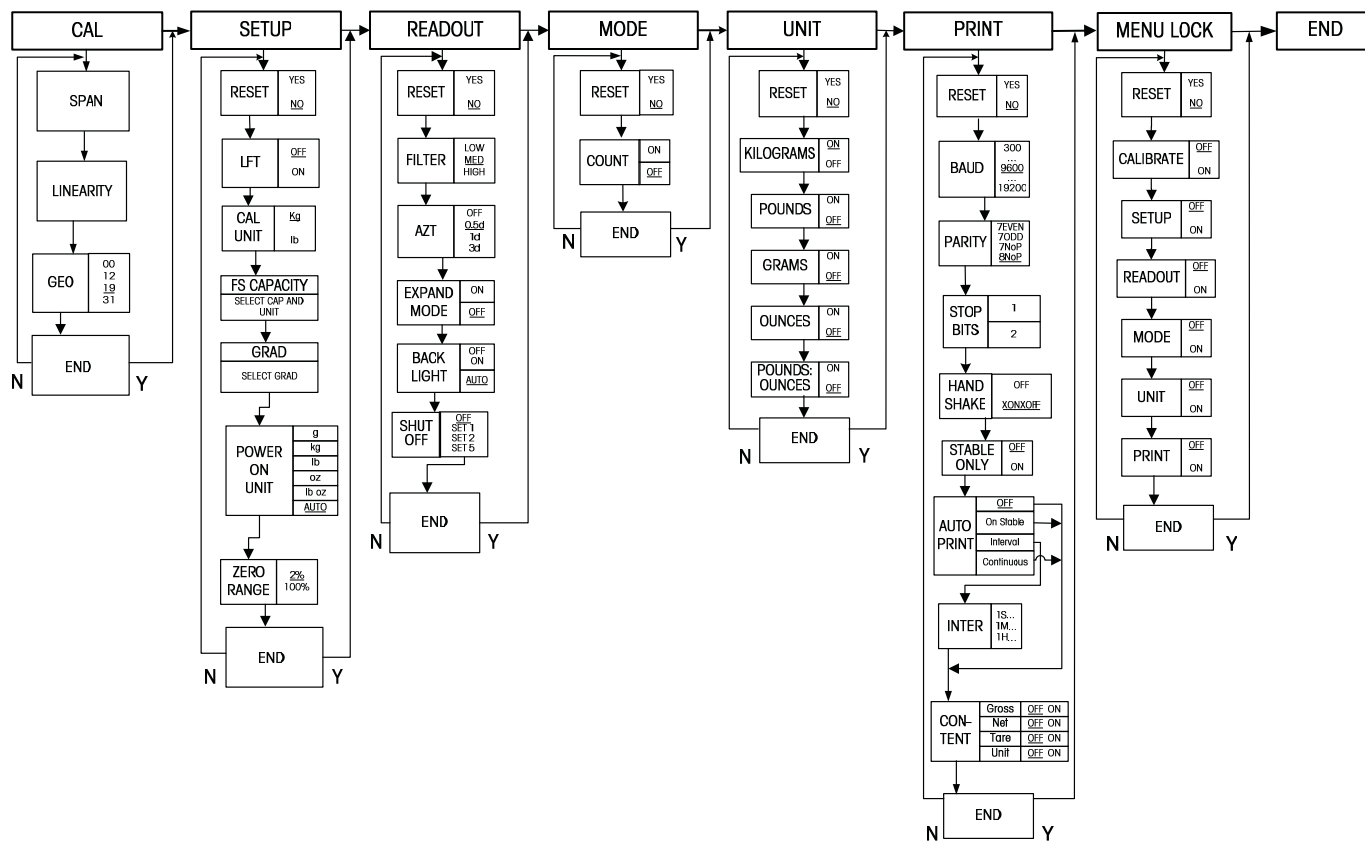 CAL
SETUP
READOUT
MODE
UNIT
PRINT
MENU LOCK
END
SPAN
LINEARITY
GEO
00
12
19
31
END
N
Y
RESET
YES
NO
LFT
OFF
ON
CAL
UNIT
Kg
lb
FS CAPACITY
SELECT CAP AND
UNIT
GRAD
SELECT GRAD
POWER
ON
UNIT
g
kg
lb
oz
lb oz
AUTO
ZERO
RANGE
2%
100%
END
N
Y
RESET
YES
NO
FILTER
LOW
MED
HIGH
AZT
OFF
0.5d
1d
3d
EXPAND
MODE
ON
OFF
BACK
LIGHT
OFF
ON
AUTO
SHUT
OFF
OFF
SET 1
SET 2
SET 5
END
N
Y
RESET
YES
NO
COUNT
ON
OFF
END
N
Y
RESET
YES
NO
KILOGRAMS
ON
OFF
POUNDS
ON
OFF
GRAMS
ON
OFF
OUNCES
ON
OFF
POUNDS:
OUNCES
ON
OFF
END
N
Y
RESET
YES
NO
BAUD
300
...
9600
...
19200
PARITY
7EVEN
7ODD
7NoP
8NoP
STOP
BITS
1
2
HAND
SHAKE
OFF
XONXOFF
STABLE
ONLY
OFF
ON
AUTO
PRINT
OFF
On Stable
Interval
Continuous
INTER
1S...
1M...
1H...
CON-
TENT
Gross OFF ON
Net OFF ON
Tare OFF ON
Unit OFF ON
END
N
Y
RESET
YES
NO
CALIBRATE
OFF
ON
SETUP
OFF
ON
READOUT
OFF
ON
MODE
OFF
ON
UNIT
OFF
ON
PRINT
OFF
ON
END
N
Y